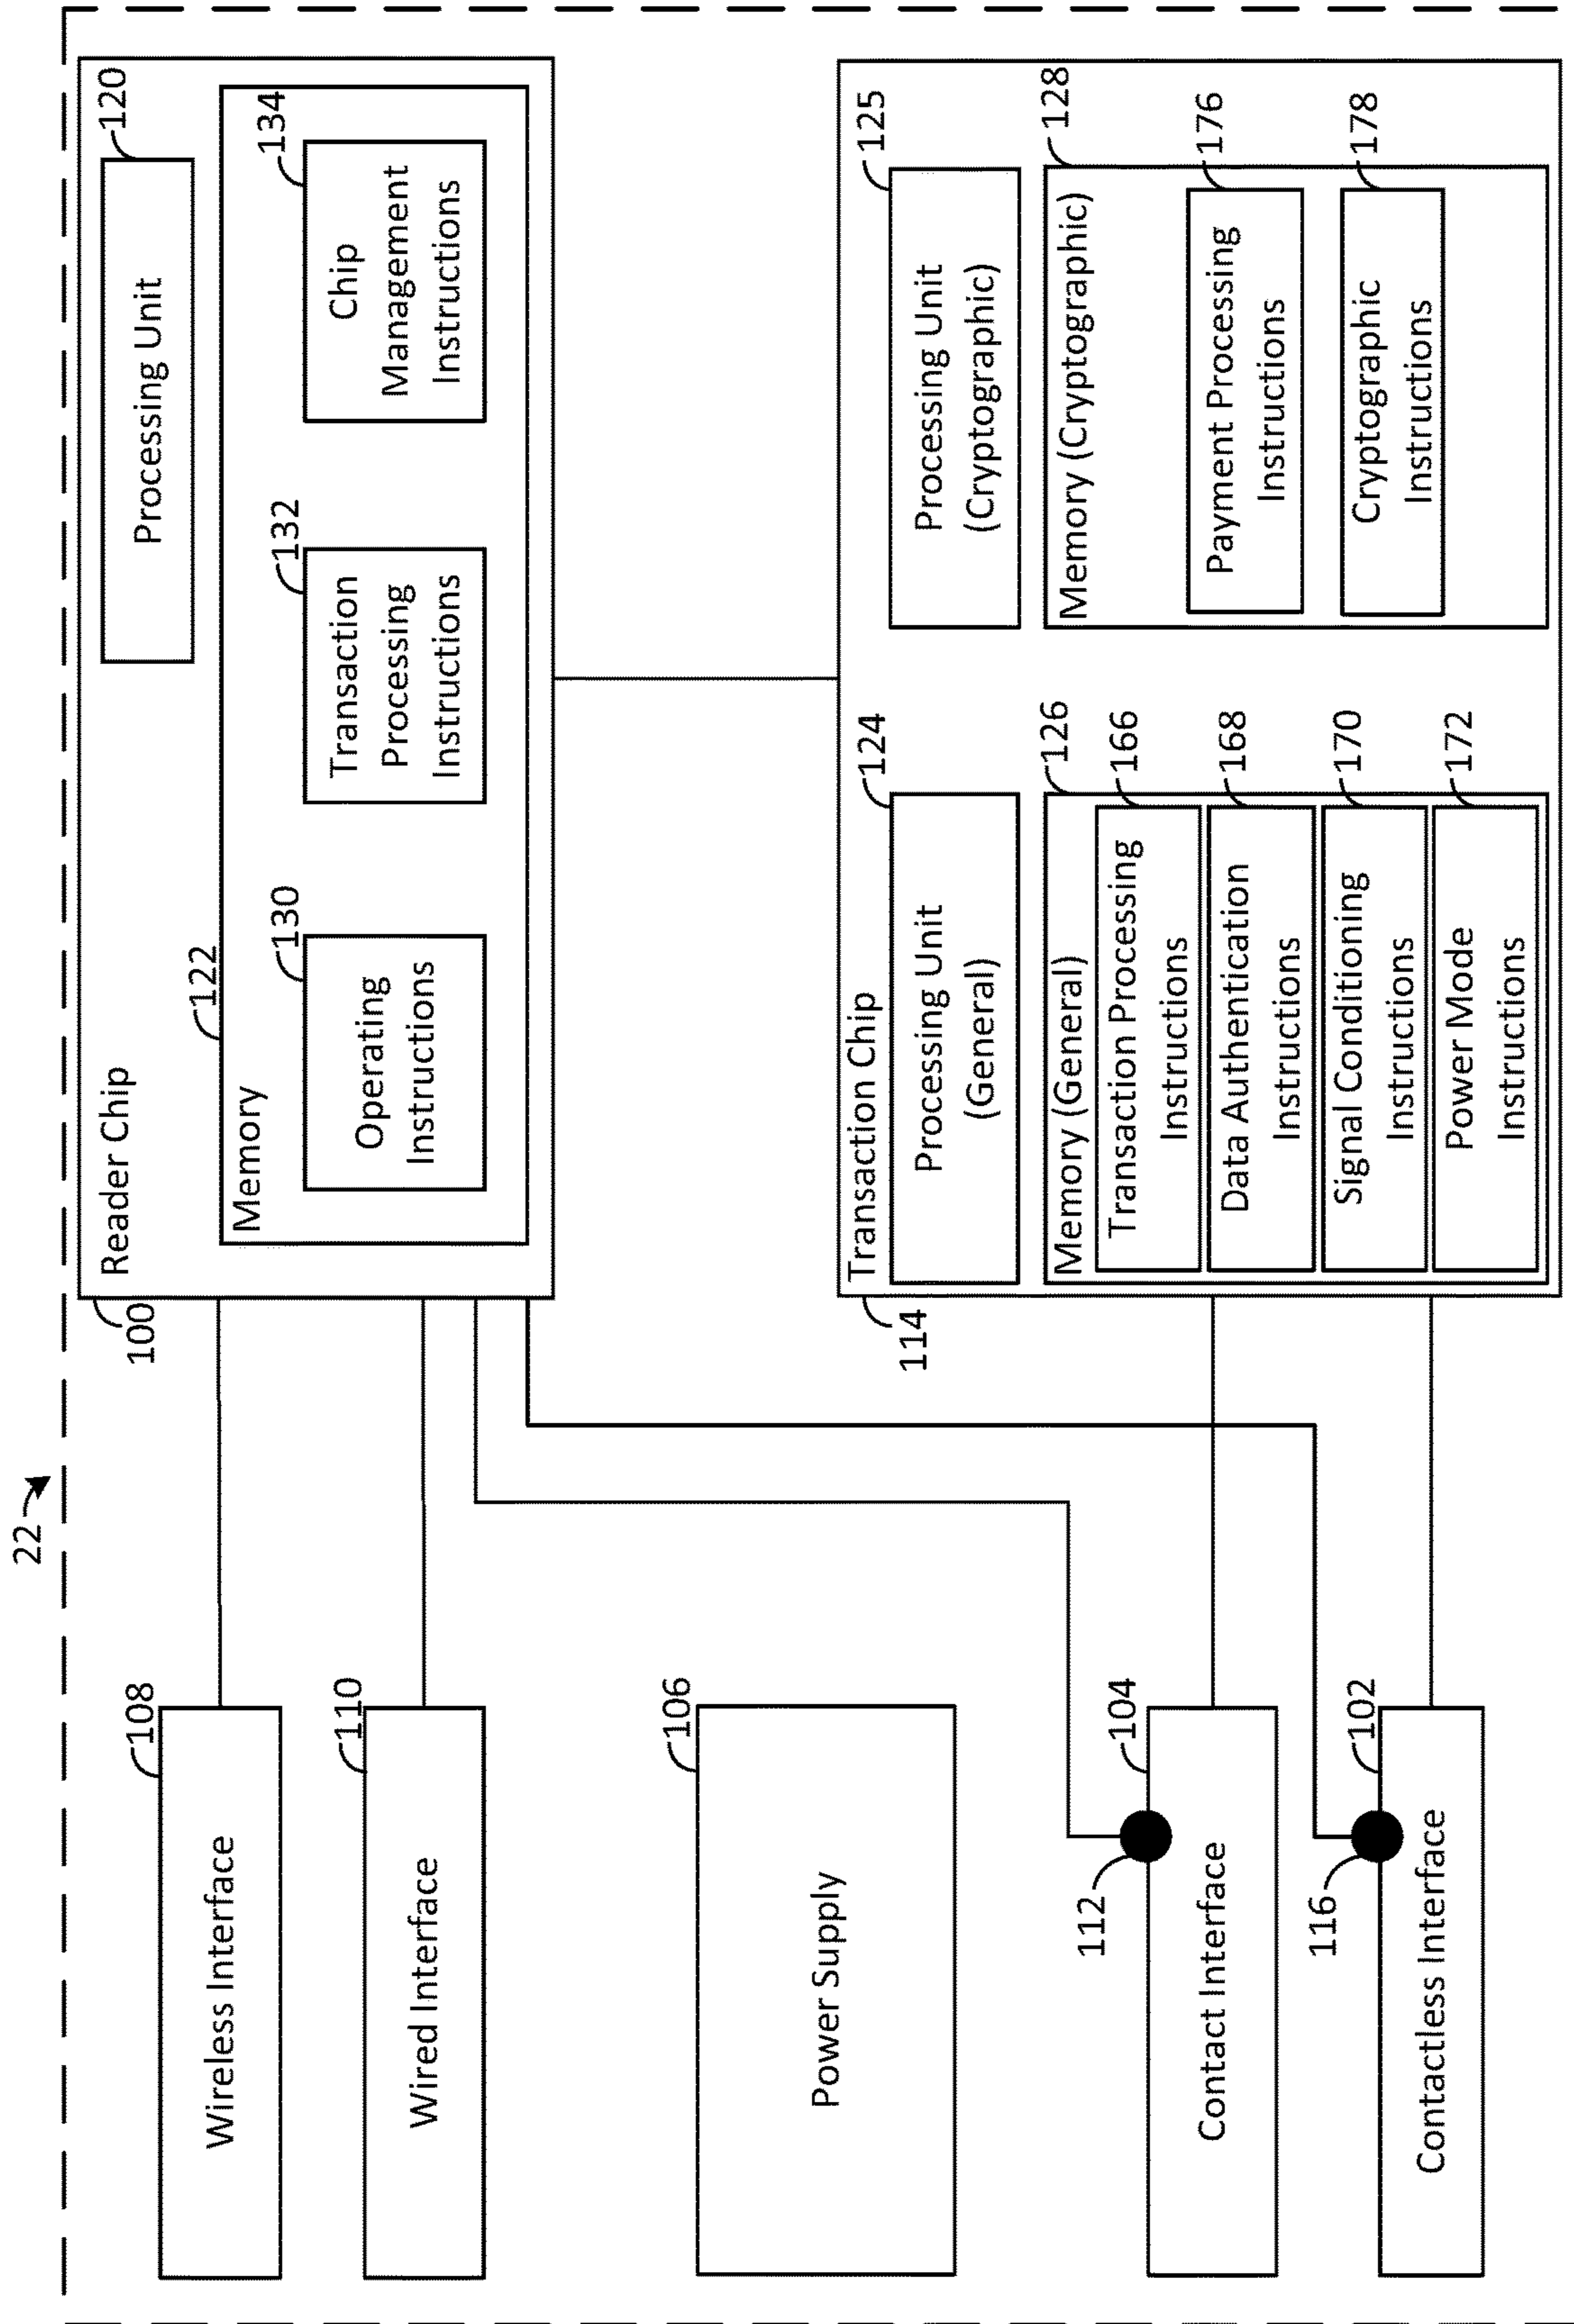 22
108
Wireless Interface
110
Wired Interface
106
Power Supply
112
104
Contact Interface
116
102
Contactless Interface
100
Reader Chip
120
Processing Unit
122
Memory
130
Operating
Instructions
132
Transaction
Processing
Instructions
134
Chip
Management
Instructions
114
Transaction Chip
124
Processing Unit
(General)
126
Memory (General)
166
Transaction Processing
Instructions
168
Data Authentication
Instructions
170
Signal Conditioning
Instructions
172
Power Mode
Instructions
125
Processing Unit
(Cryptographic)
128
Memory (Cryptographic)
176
Payment Processing
Instructions
178
Cryptographic
Instructions